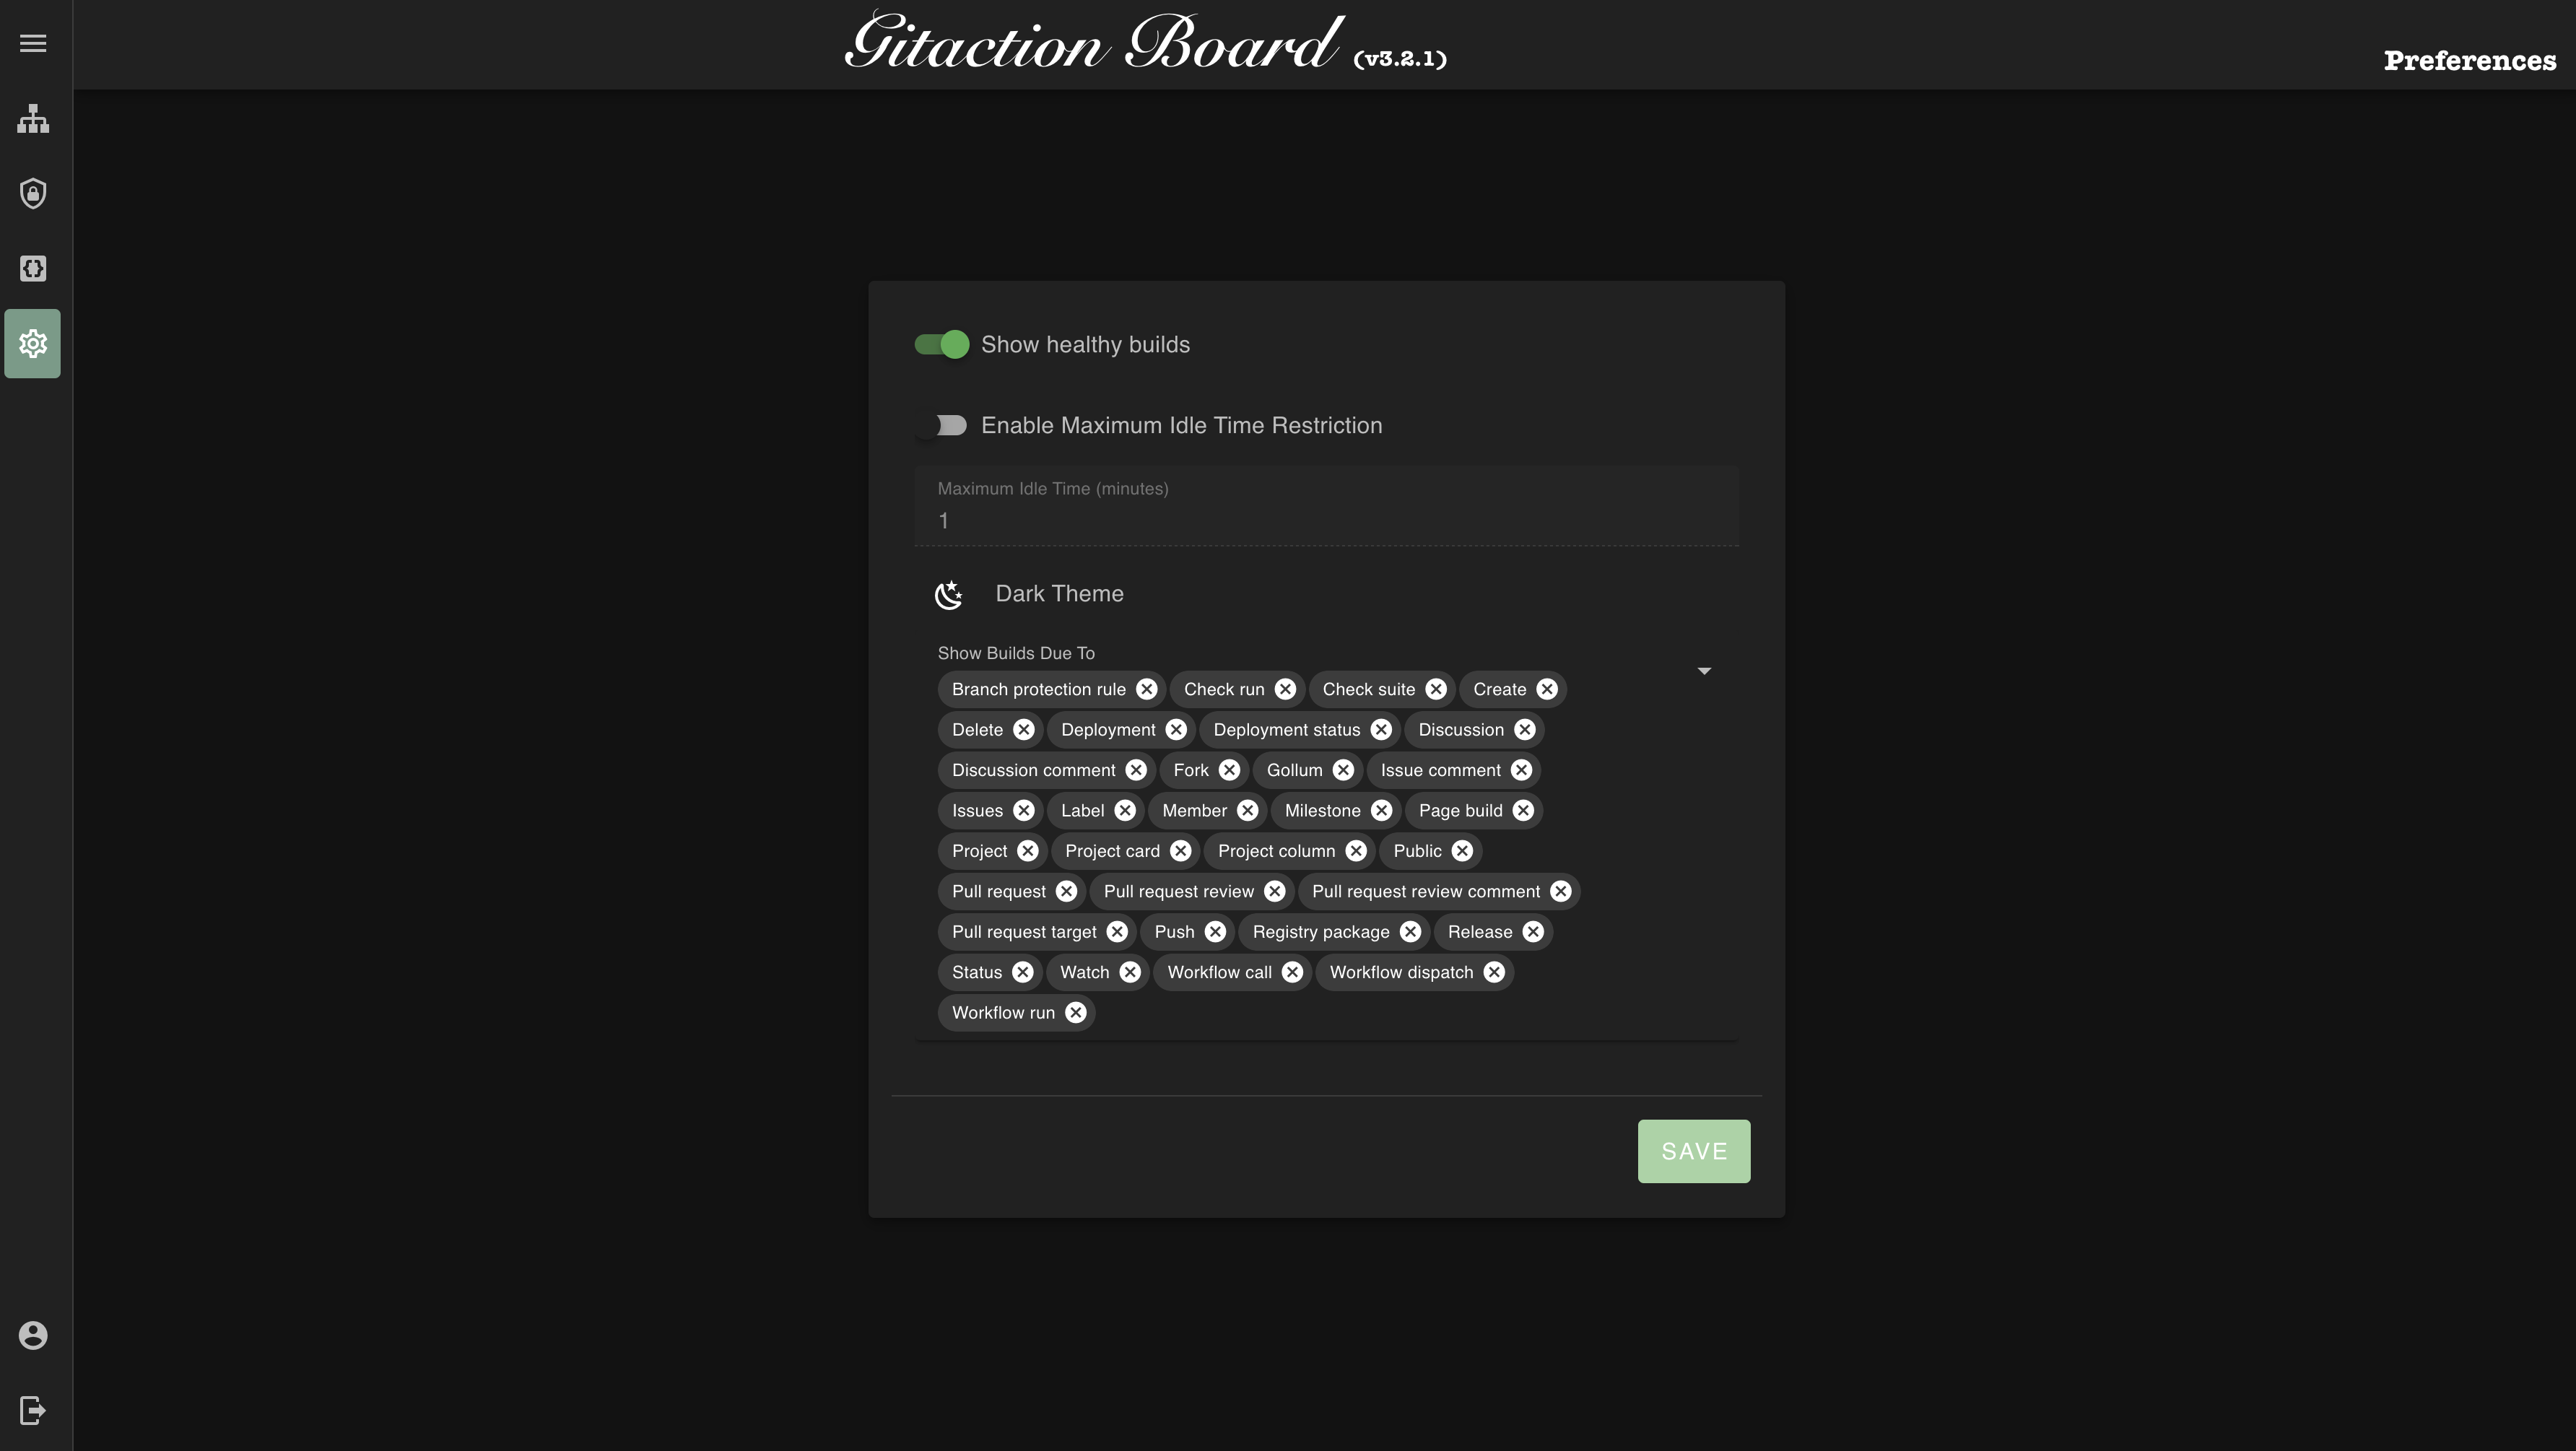 Gitaction Board (v3.2.1)
Preferences
Show healthy builds
Enable Maximum Idle Time Restriction
Maximum Idle Time (minutes)
1
Dark Theme
Show Builds Due To
Branch protection rule Check run Check suite Create
Delete Deployment Deployment status Discussion
Discussion comment Fork Gollum Issue comment
Issues Label Member Milestone Page build
Project Project card Project column Public
Pull request Pull request review Pull request review comment
Pull request target Push Registry package Release
Status Watch Workflow call Workflow dispatch
Workflow run
SAVE